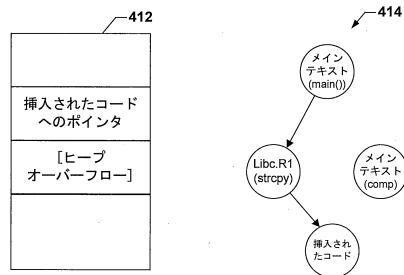 412
挿入されたコード
へのポインタ
[ヒープ
オーバーフロー]
414
メイン
テキスト
(main())
Libc.R1
(strcpy)
メイン
テキスト
(comp)
挿入され
たコード